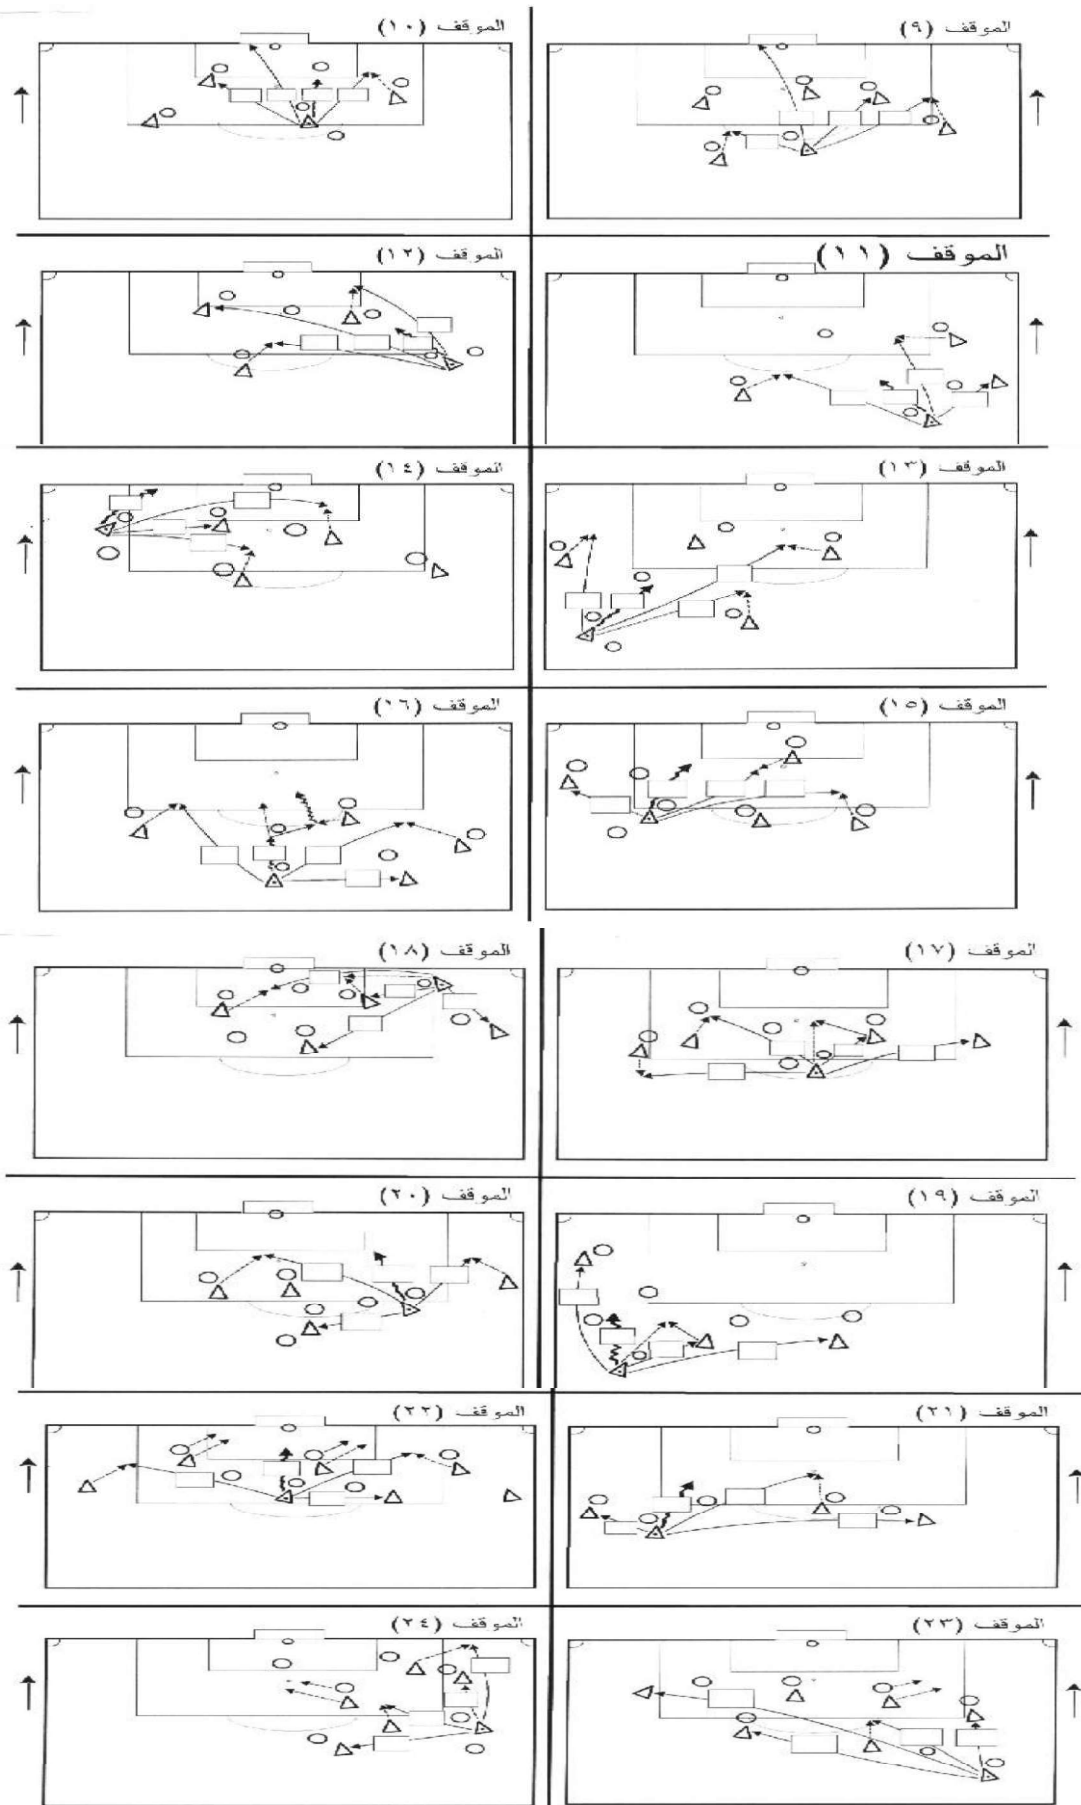 الموقف (٩)
الموقف (١٠)
الموقف (١١)
الموقف (١٢)
الموقف (١٣)
الموقف (١٤)
الموقف (١٥)
الموقف (١٦)
الموقف (١٧)
الموقف (١٨)
الموقف (١٩)
الموقف (٢٠)
الموقف (٢١)
الموقف (٢٢)
الموقف (٢٣)
الموقف (٢٤)